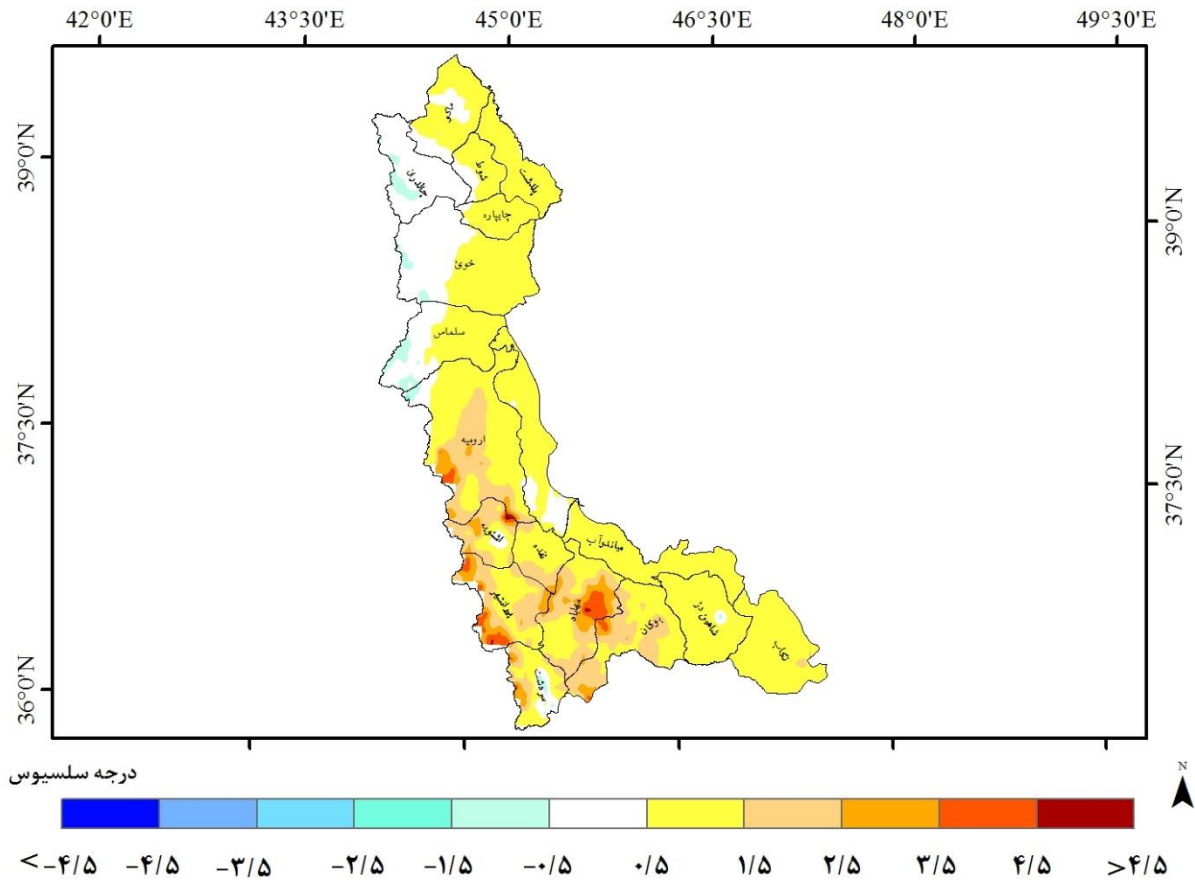 42°0'E 43°30'E 45°0'E 46°30'E 48°0'E 49°30'E
39°0'N
37°30'N
36°0'N
39°0'N
37°30'N
ماکو
چالدران
شوط
پلدشت
چایپاره
خوئ
سلماس
ارومیه
اشنویه
نقده
میاندوآب
پیرانشهر
مهاباد
بوکان
شاهین دژ
تکاب
سردشت
درجه سلسیوس
N
<-۴/۵ -۴/۵ -۳/۵ -۲/۵ -۱/۵ -۰/۵ ۰/۵ ۱/۵ ۲/۵ ۳/۵ ۴/۵ >۴/۵